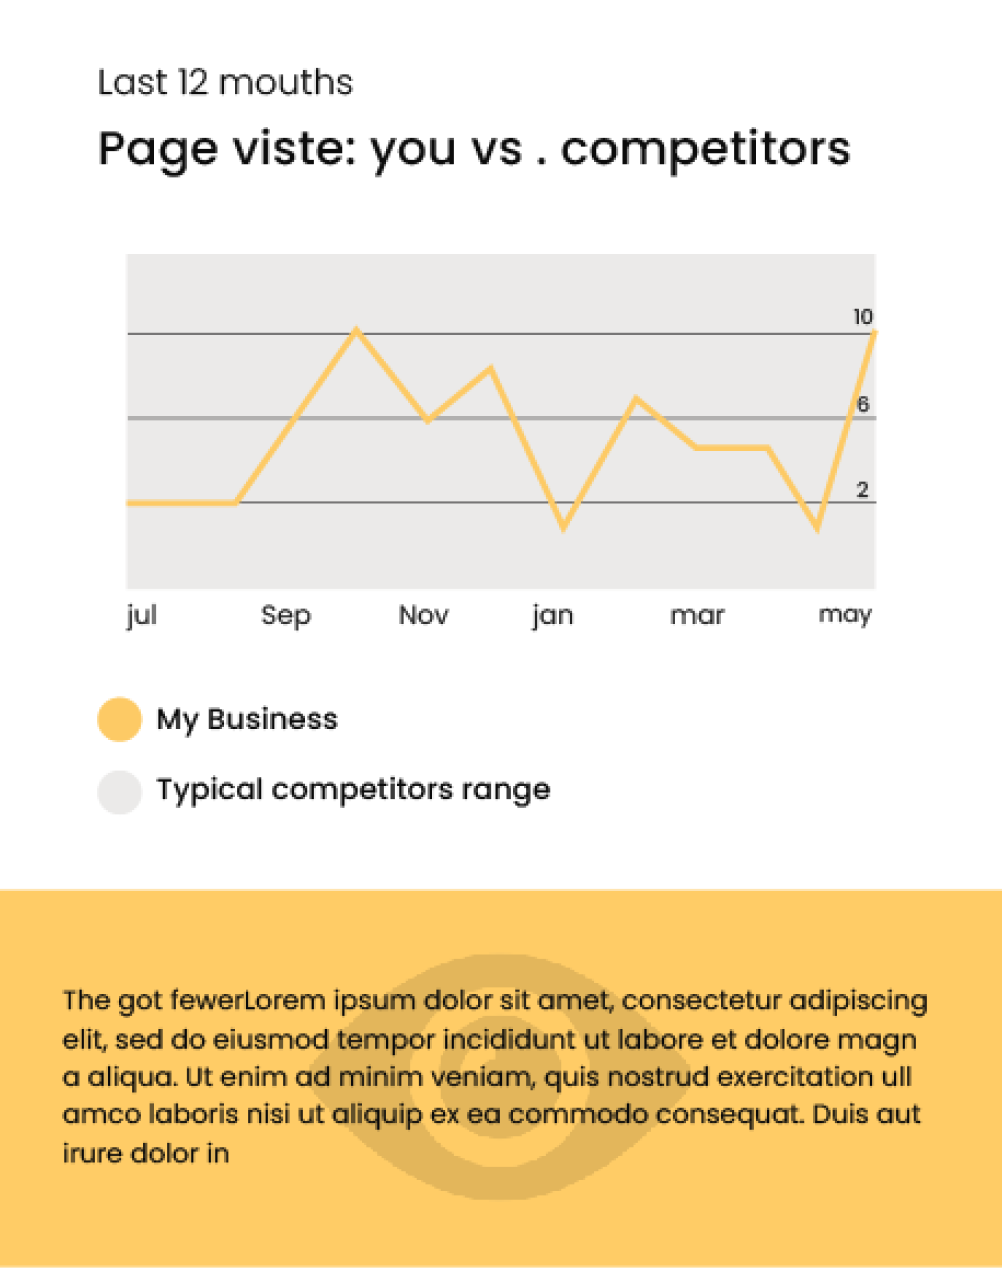 Last 12 mouths
Page viste: you vs . competitors
10
6
2
jul Sep Nov jan mar may
My Business
Typical competitors range
The got fewerLorem ipsum dolor sit amet, consectetur adipiscing
elit, sed do eiusmod tempor incididunt ut labore et dolore magn
a aliqua. Ut enim ad minim veniam, quis nostrud exercitation ull
amco laboris nisi ut aliquip ex ea commodo consequat. Duis aut
irure dolor in